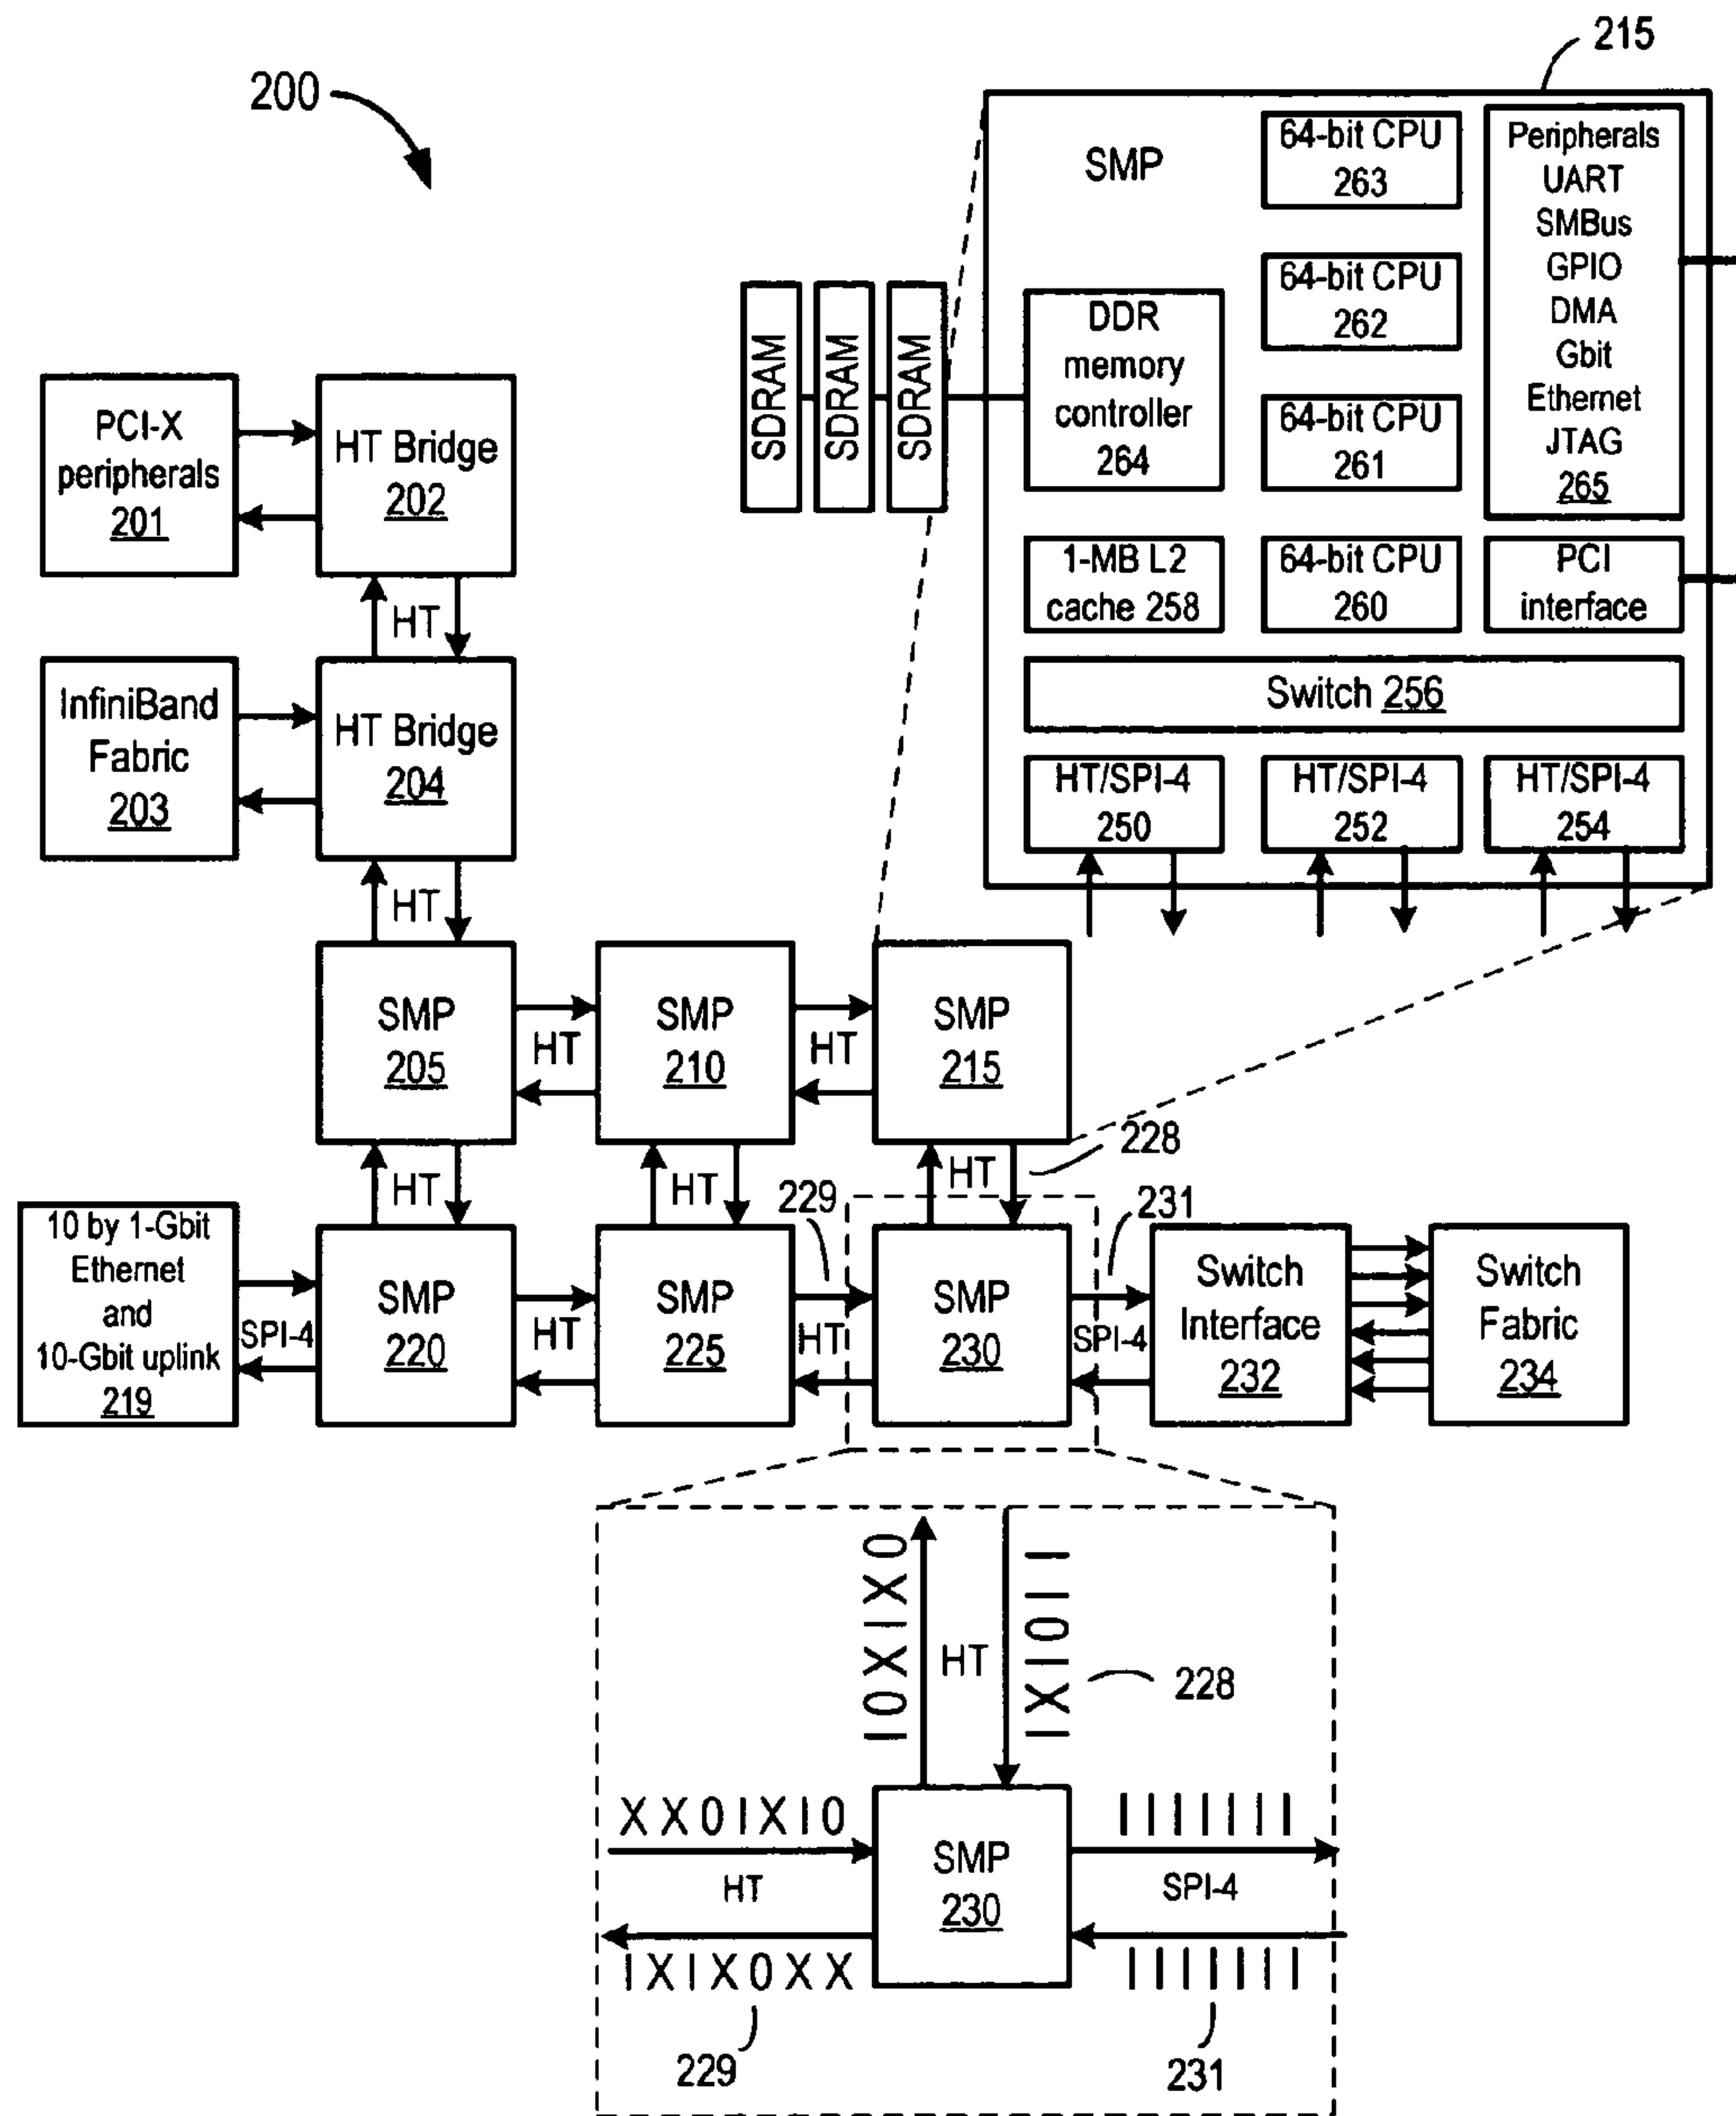 200
215
SMP
64-bit CPU
263
64-bit CPU
262
64-bit CPU
261
64-bit CPU
260
Peripherals
UART
SMBus
GPIO
DMA
Gbit
Ethernet
JTAG
265
SDRAM
SDRAM
SDRAM
DDR
memory
controller
264
1-MB L2
cache 258
PCI
interface
Switch 256
HT/SPI-4
250
HT/SPI-4
252
HT/SPI-4
254
PCI-X
peripherals
201
HT Bridge
202
HT
InfiniBand
Fabric
203
HT Bridge
204
HT
SMP
205
HT
SMP
210
HT
SMP
215
HT
HT
HT
228
10 by 1-Gbit
Ethernet
and
10-Gbit uplink
219
SPI-4
SMP
220
HT
SMP
225
229
HT
SMP
230
231
SPI-4
Switch
Interface
232
Switch
Fabric
234
IOXIXO
HT
IXIOII
228
XXOIXIO
HT
IXIXOXX
229
SMP
230
IIIIIII
SPI-4
IIIIIII
231